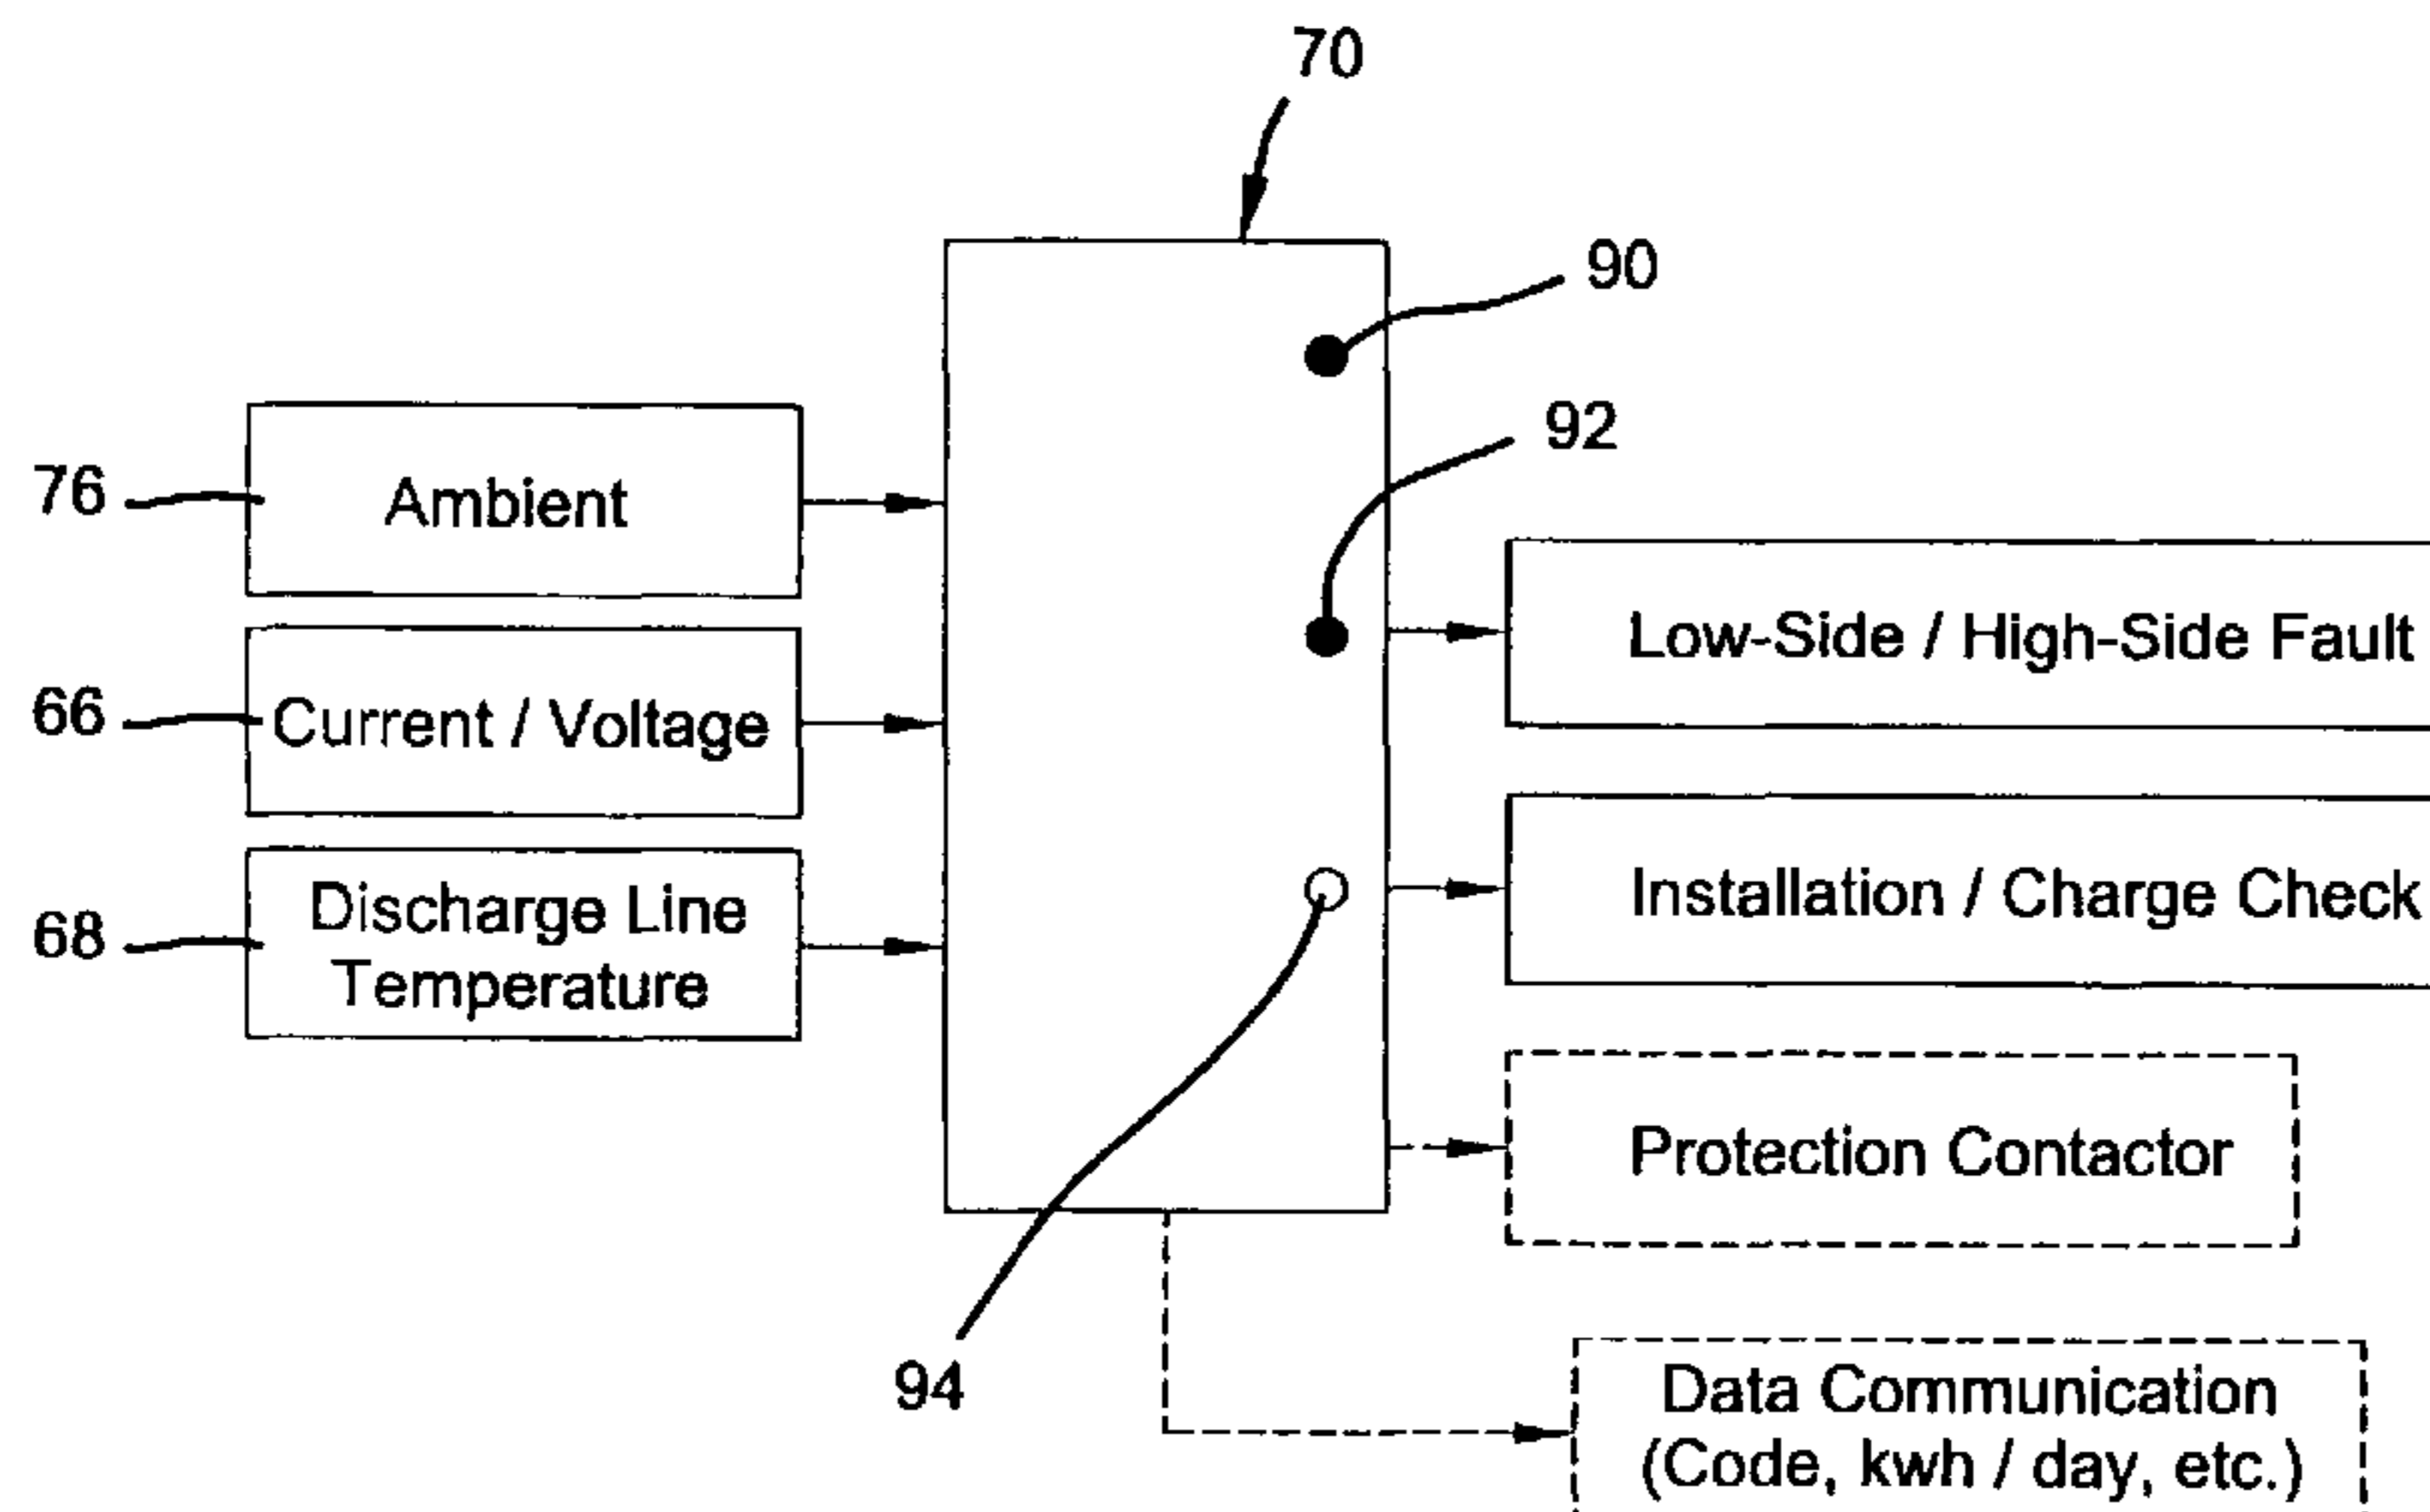 70
90
92
76
Ambient
Low-Side / High-Side Fault
66
Current / Voltage
Installation / Charge Check
68
Discharge Line
Temperature
Protection Contactor
94
Data Communication
(Code, kwh / day, etc.)